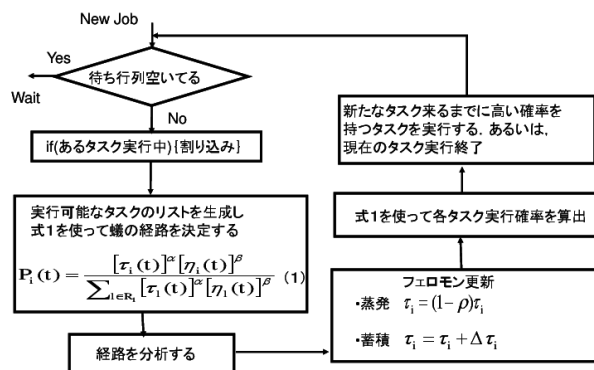 New Job
Yes
待ち行列空いてる
Wait
No
if(あるタスク実行中){割り込み}
実行可能なタスクのリストを生成し
式1を使って蟻の経路を決定する
P_i(t) = [τ_i(t)]^α [η_i(t)]^β / Σ_{l∈R_i} [τ_l(t)]^α [η_l(t)]^β (1)
経路を分析する
フェロモン更新
・蒸発 τ_i = (1-ρ)τ_i
・蓄積 τ_i = τ_i + Δτ_i
式1を使って各タスク実行確率を算出
新たなタスク来るまでに高い確率を
持つタスクを実行する．あるいは，
現在のタスク実行終了